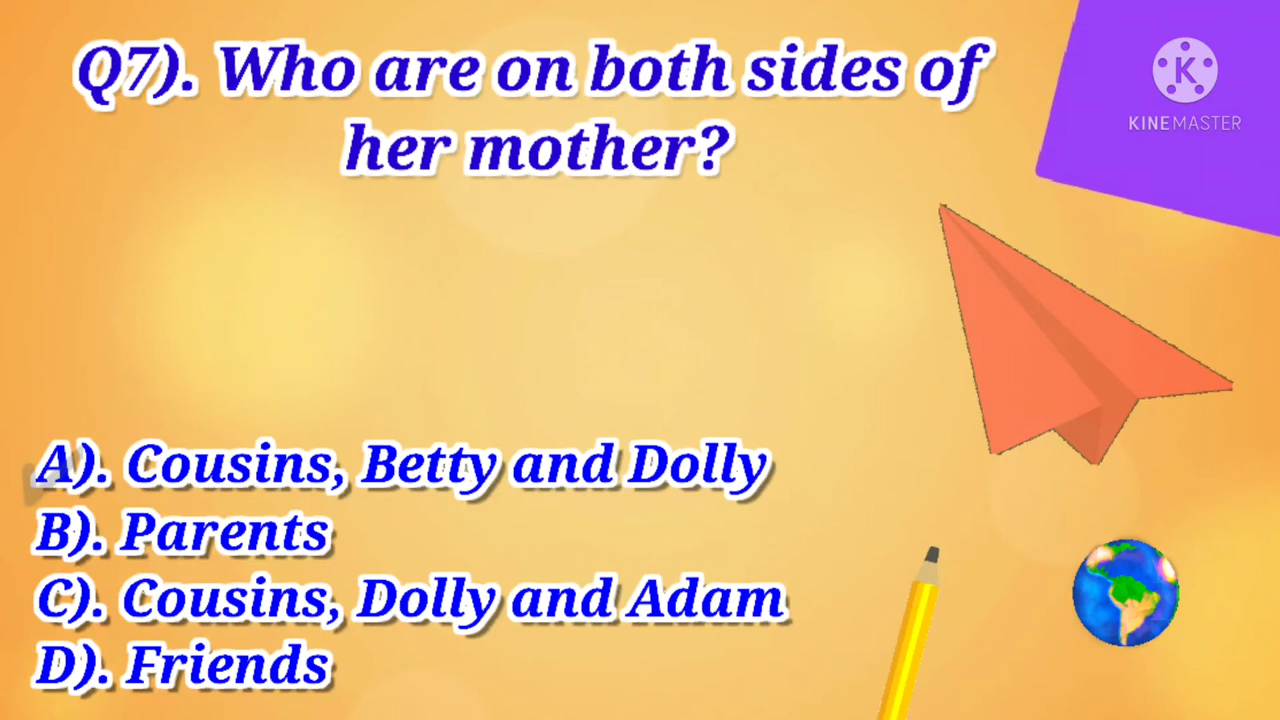 Q7). Who are on both sides of
her mother?
K
KINEMASTER
A). Cousins, Betty and Dolly
B). Parents
C). Cousins, Dolly and Adam
D). Friends